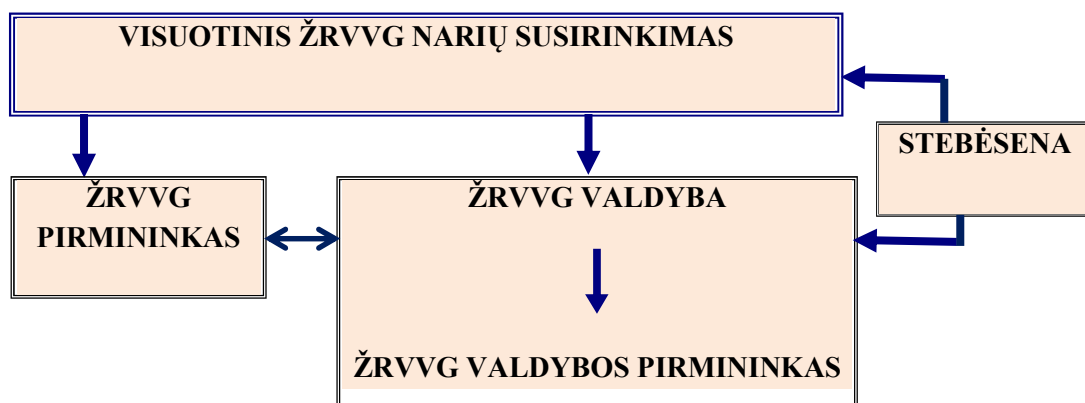 VISUOTINIS ŽRVVG NARIŲ SUSIRINKIMAS
STEBĖSENA
ŽRVVG
PIRMININKAS
ŽRVVG VALDYBA
ŽRVVG VALDYBOS PIRMININKAS